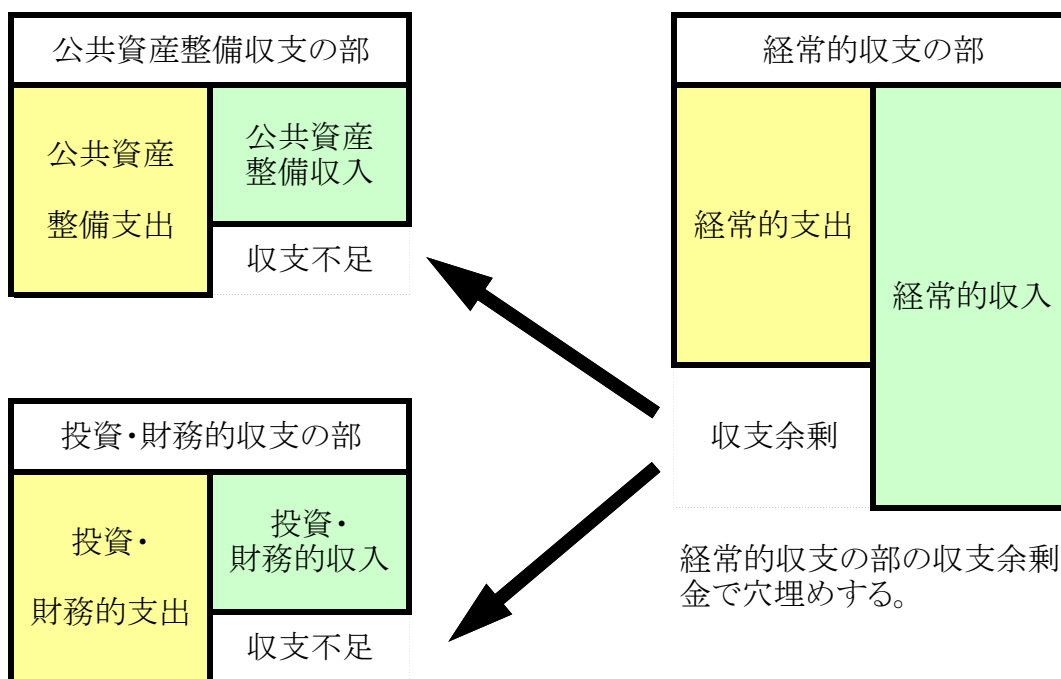 公共資産整備収支の部
公共資産
整備支出
公共資産
整備収入
収支不足
投資・財務的収支の部
投資・
財務的支出
投資・
財務的収入
収支不足
経常的収支の部
経常的支出
経常的収入
収支余剰
経常的収支の部の収支余剰
金で穴埋めする。